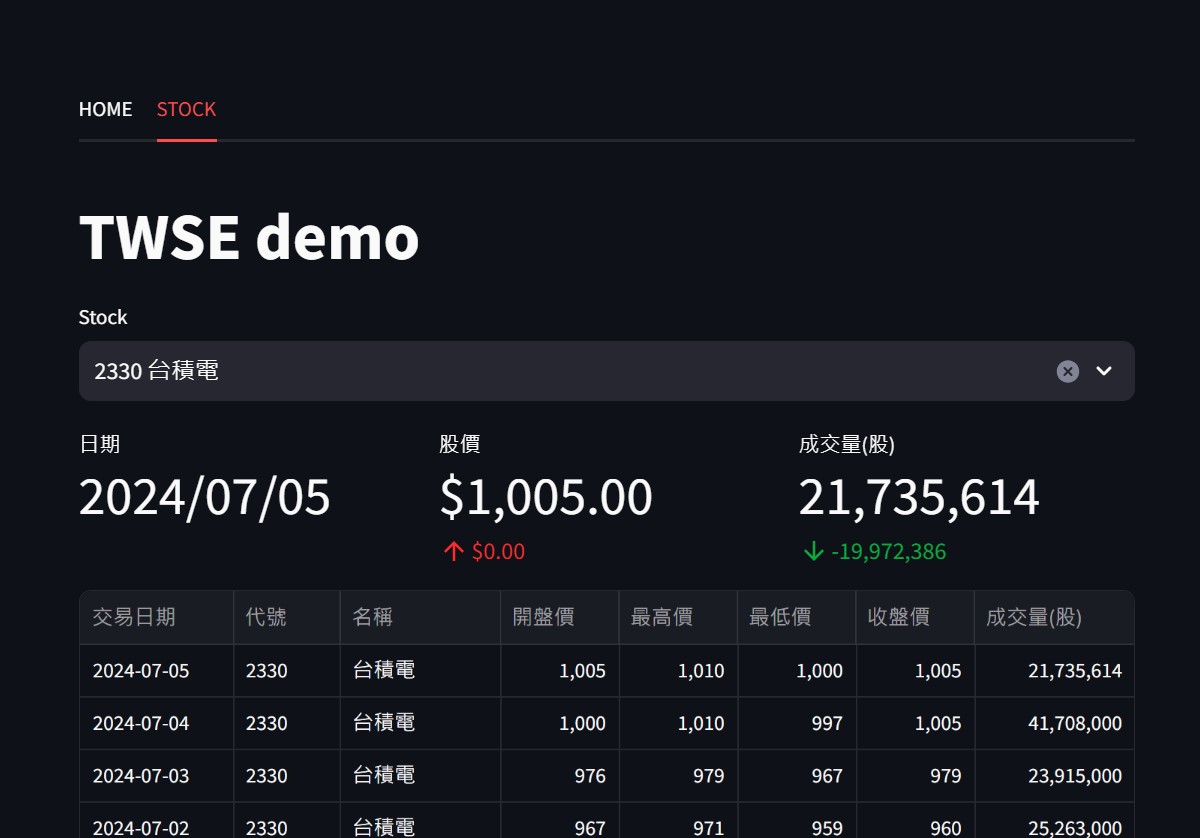 HOME STOCK
TWSE demo
Stock
2330 台積電
日期 股價 成交量(股)
2024/07/05 $1,005.00 21,735,614
$0.00 -19,972,386
交易日期 代號 名稱 開盤價 最高價 最低價 收盤價 成交量(股)
2024-07-05 2330 台積電 1,005 1,010 1,000 1,005 21,735,614
2024-07-04 2330 台積電 1,000 1,010 997 1,005 41,708,000
2024-07-03 2330 台積電 976 979 967 979 23,915,000
2024-07-02 2330 台積電 967 971 959 960 25,263,000